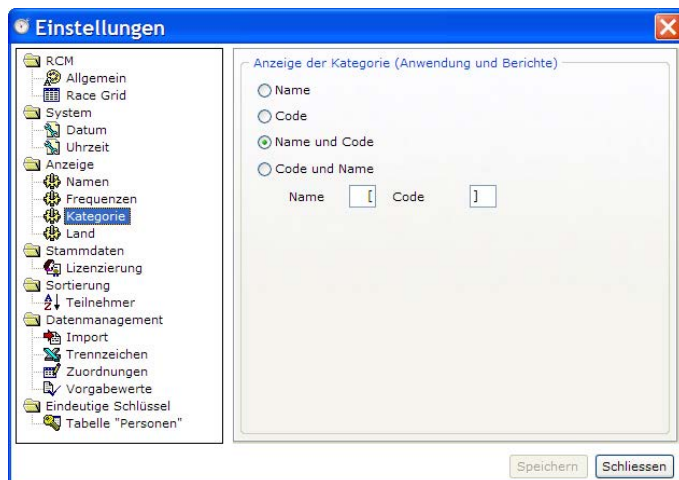 Einstellungen
RCM
Allgemein
Race Grid
System
Datum
Uhrzeit
Anzeige
Namen
Frequenzen
Kategorie
Land
Stammdaten
Lizenzierung
Sortierung
Teilnehmer
Datenmanagement
Import
Trennzeichen
Zuordnungen
Vorgabewerte
Eindeutige Schlüssel
Tabelle "Personen"
Anzeige der Kategorie (Anwendung und Berichte)
Name
Code
Name und Code
Code und Name
Name [ Code ]
Speichern Schliessen